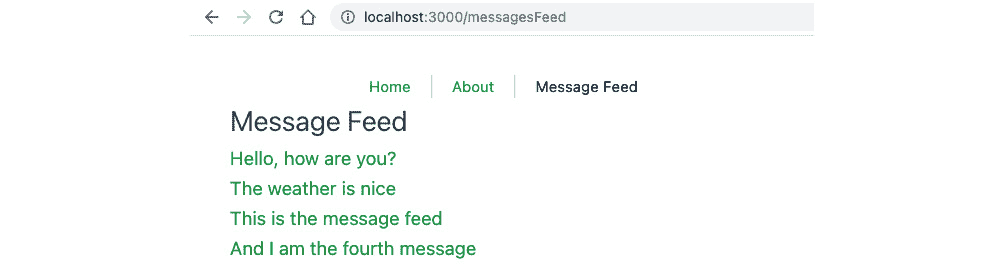 localhost:3000/messagesFeed
Home About Message Feed
Message Feed
Hello, how are you?
The weather is nice
This is the message feed
And I am the fourth message